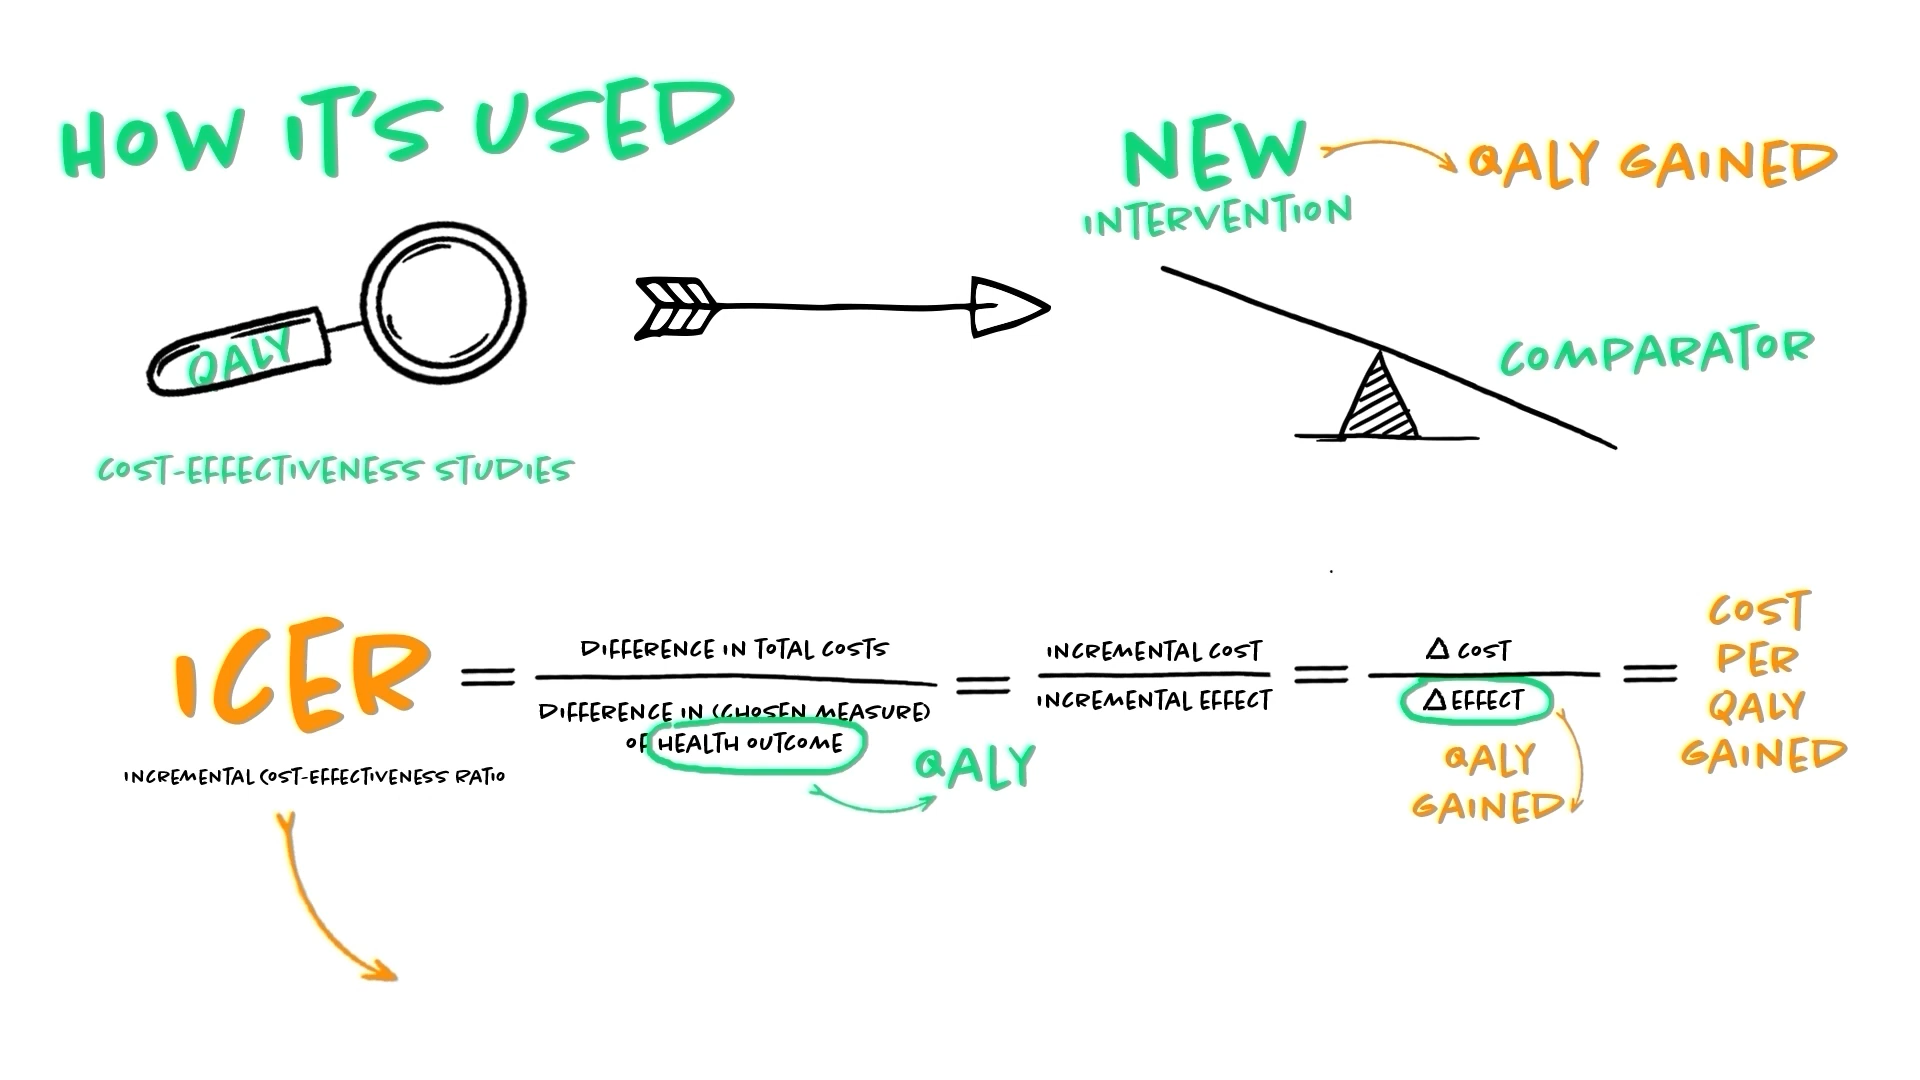 HOW IT'S USED
NEW
INTERVENTION
QALY GAINED
QALY
COMPARATOR
COST-EFFECTIVENESS STUDIES
ICER
INCREMENTAL COST-EFFECTIVENESS RATIO
=
DIFFERENCE IN TOTAL COSTS
DIFFERENCE IN (CHOSEN MEASURE)
OF HEALTH OUTCOME
QALY
=
INCREMENTAL COST
INCREMENTAL EFFECT
=
Δ COST
Δ EFFECT
QALY
GAINED
=
COST
PER
QALY
GAINED